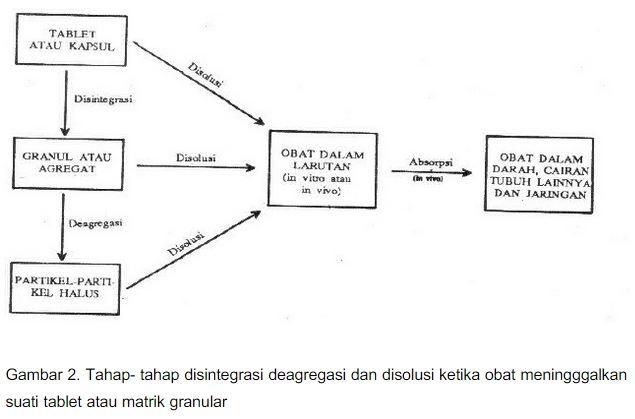 TABLET
ATAU KAPSUL
Disolusi
Disintegrasi
GRANUL ATAU
AGREGAT
Disolusi
OBAT DALAM
LARUTAN
(in vitro atau
in vivo)
Absorpsi
(in vivo)
OBAT DALAM
DARAH, CAIRAN
TUBUH LAINNYA
DAN JARINGAN
Deagregasi
Disolusi
PARTIKEL-PARTI-
KEL HALUS
Gambar 2. Tahap- tahap disintegrasi deagregasi dan disolusi ketika obat meningggalkan
suati tablet atau matrik granular